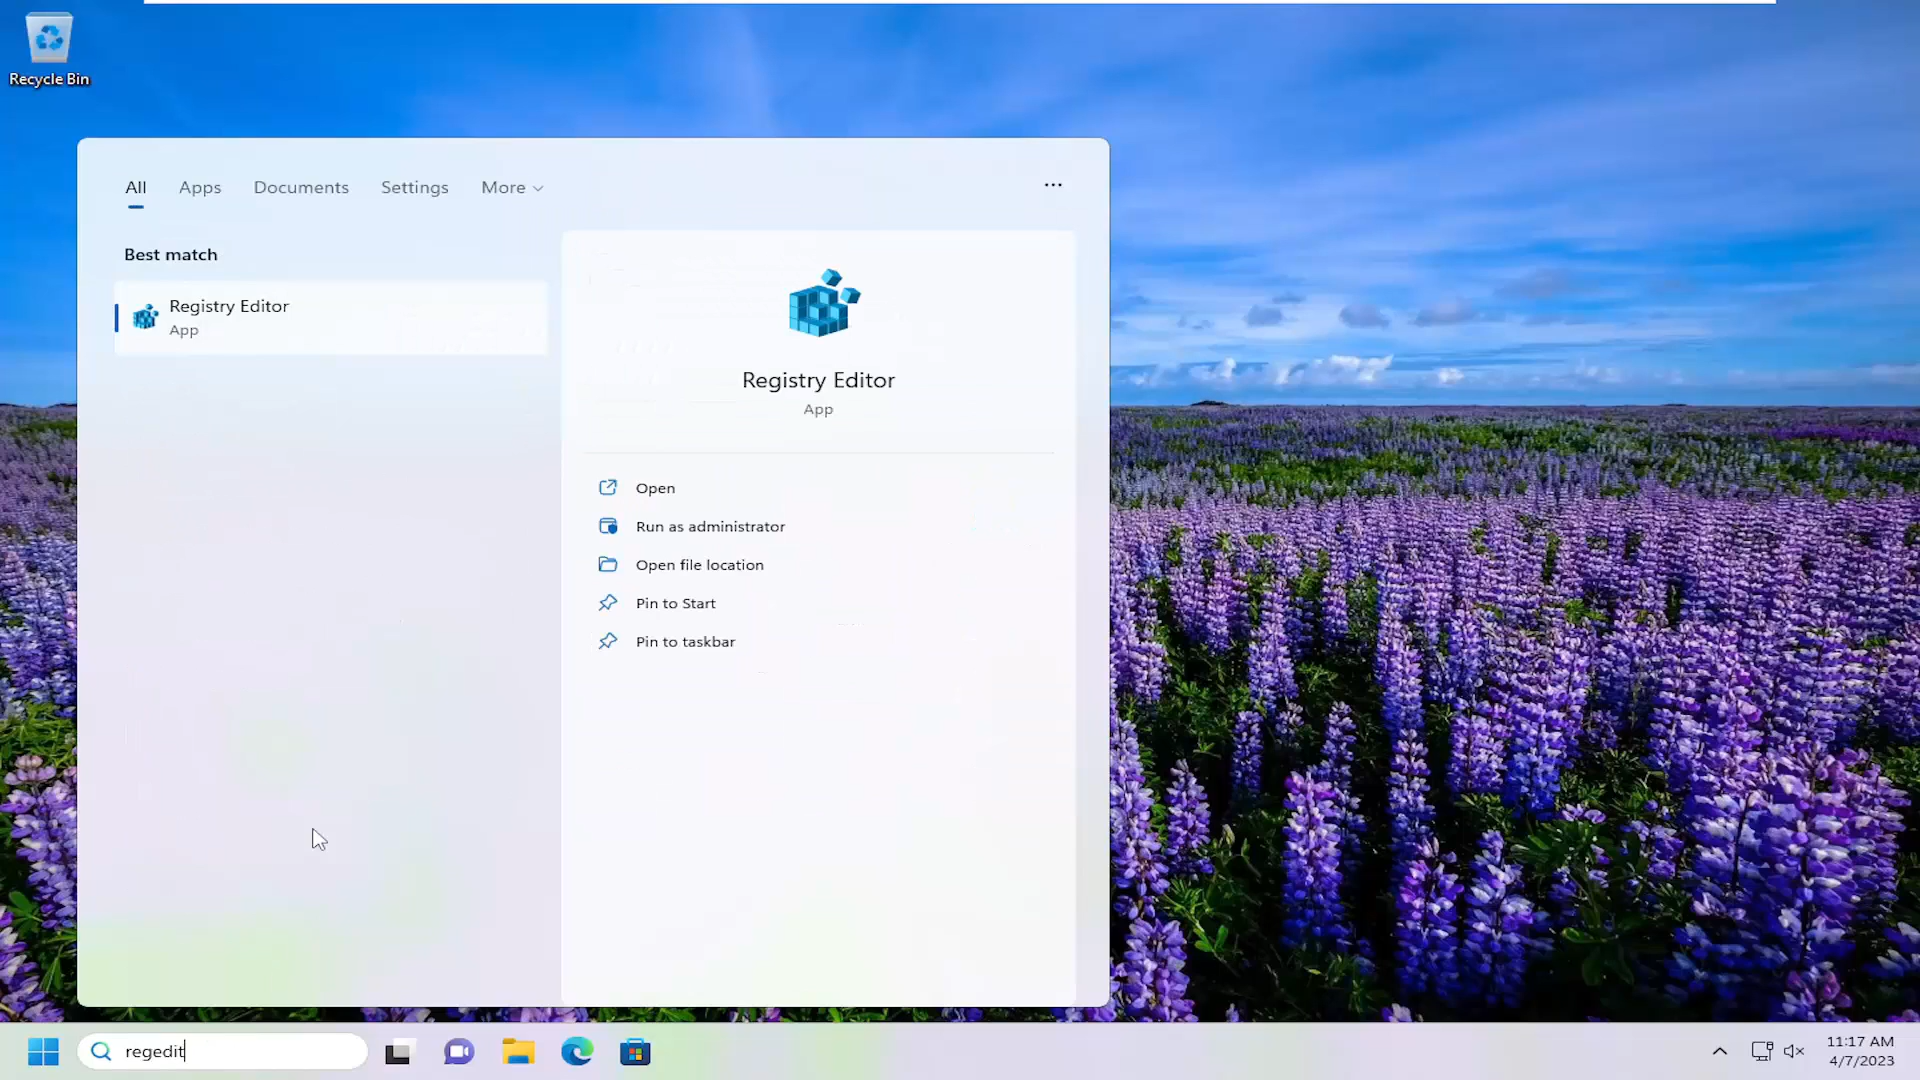 Recycle Bin
All Apps Documents Settings More
Best match
Registry Editor
App
Registry Editor
App
Open
Run as administrator
Open file location
Pin to Start
Pin to taskbar
regedit
11:17 AM
4/7/2023